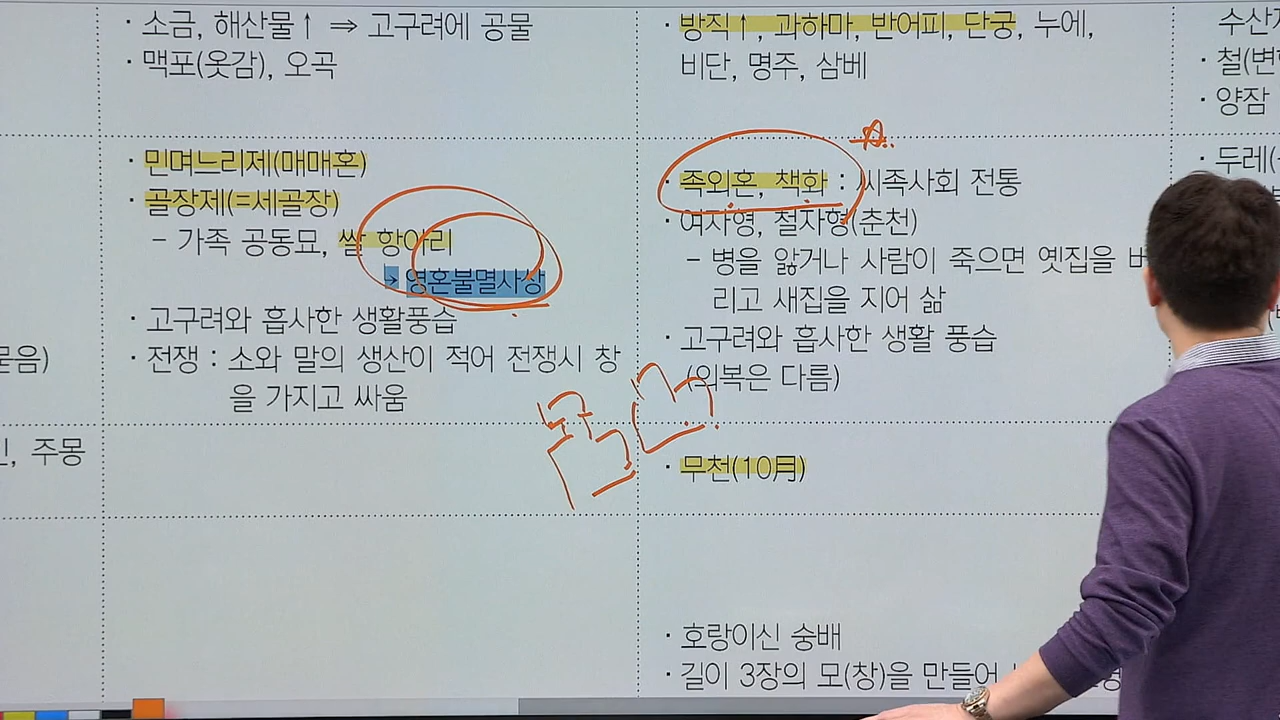 · 소금, 해산물↑ ⇒ 고구려에 공물
· 맥포(옷감), 오곡
· 방직↑, 과하마, 반어피, 단궁, 누에,
비단, 명주, 삼베
수산
· 철(변
· 양잠
· 민며느리제(매매혼)
· 골장제(=세골장)
– 가족 공동묘, 쌀 항아리
→ 영혼불멸사상
· 고구려와 흡사한 생활풍습
· 전쟁 : 소와 말의 생산이 적어 전쟁시 창
을 가지고 싸움
· 족외혼, 책화 : 씨족사회 전통
· 여자형, 철자형(춘천)
– 병을 앓거나 사람이 죽으면 옛집을 버
리고 새집을 지어 삶
· 고구려와 흡사한 생활 풍습
(의복은 다름)
· 두레(
묻음)
, 주몽
· 무천(10月)
· 호랑이신 숭배
· 길이 3장의 모(창)을 만들어